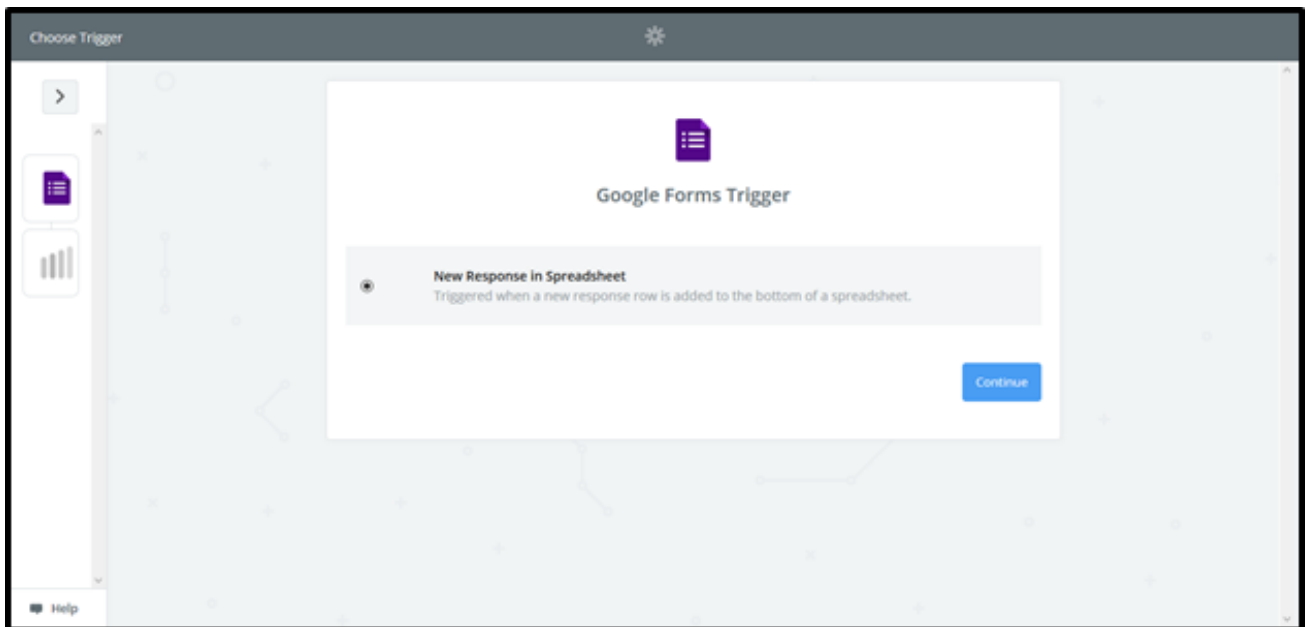 Choose Trigger
Google Forms Trigger
New Response in Spreadsheet
Triggered when a new response row is added to the bottom of a spreadsheet.
Continue
Help